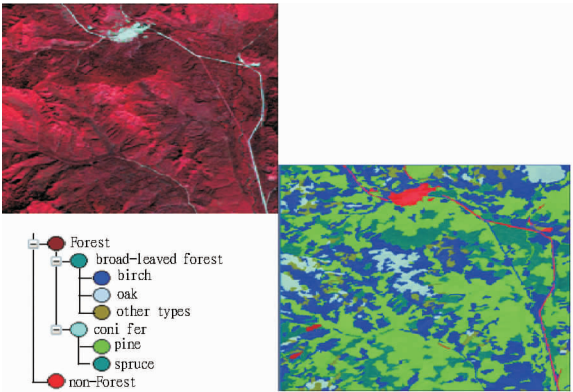 Forest
broad-leaved forest
birch
oak
other types
coni fer
pine
spruce
non-Forest